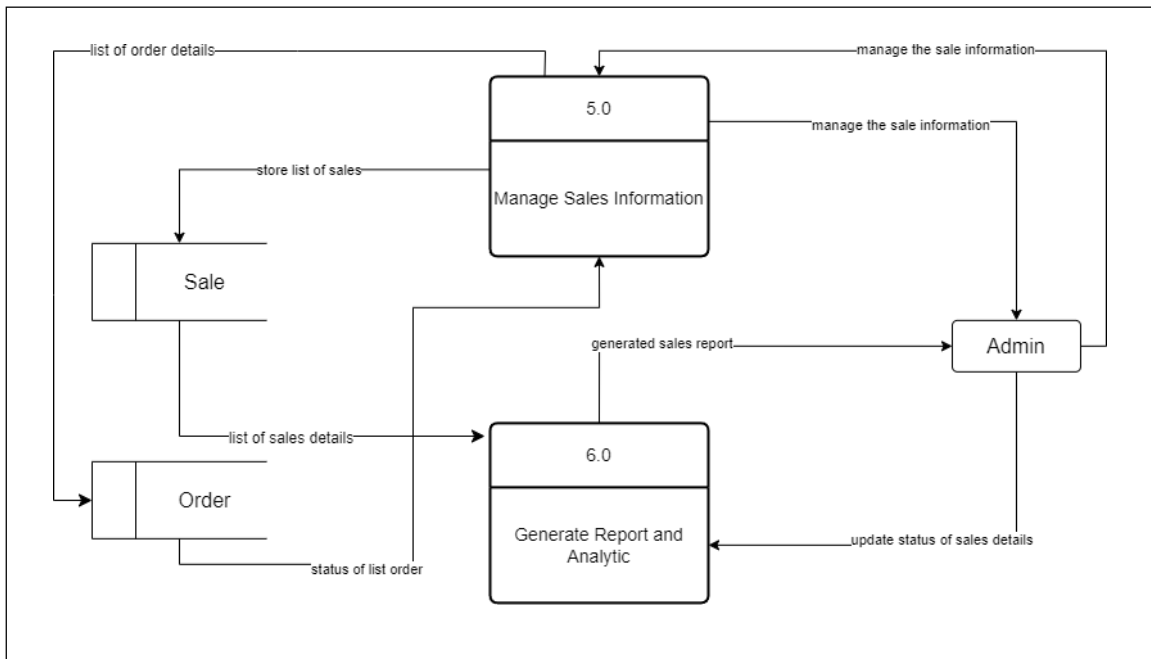 list of order details
manage the sale information
5.0
manage the sale information
store list of sales
Manage Sales Information
Sale
generated sales report
Admin
list of sales details
6.0
Order
Generate Report and
Analytic
update status of sales details
status of list order